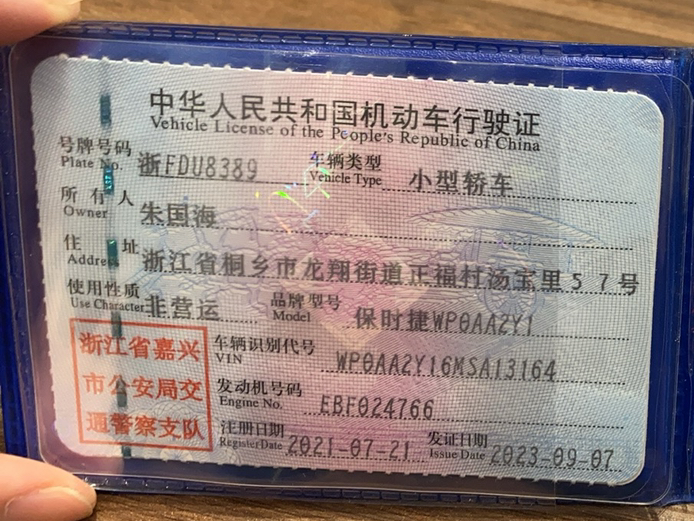 中华人民共和国机动车行驶证
Vehicle License of the People's Republic of China
号牌号码 浙FDU8389 车辆类型 小型轿车
Plate No. Vehicle Type
所有人 朱国海
Owner
住址 浙江省桐乡市龙翔街道正福村汤宝里57号
Address
使用性质 非营运 品牌型号 保时捷WP0AA2Y1
Use Character Model
浙江省嘉兴
市公安局交
通警察支队
车辆识别代号 WP0AA2Y16MSA13164
VIN
发动机号码 EBF024766
Engine No.
注册日期 2021-07-21 发证日期 2023-09-07
Register Date Issue Date